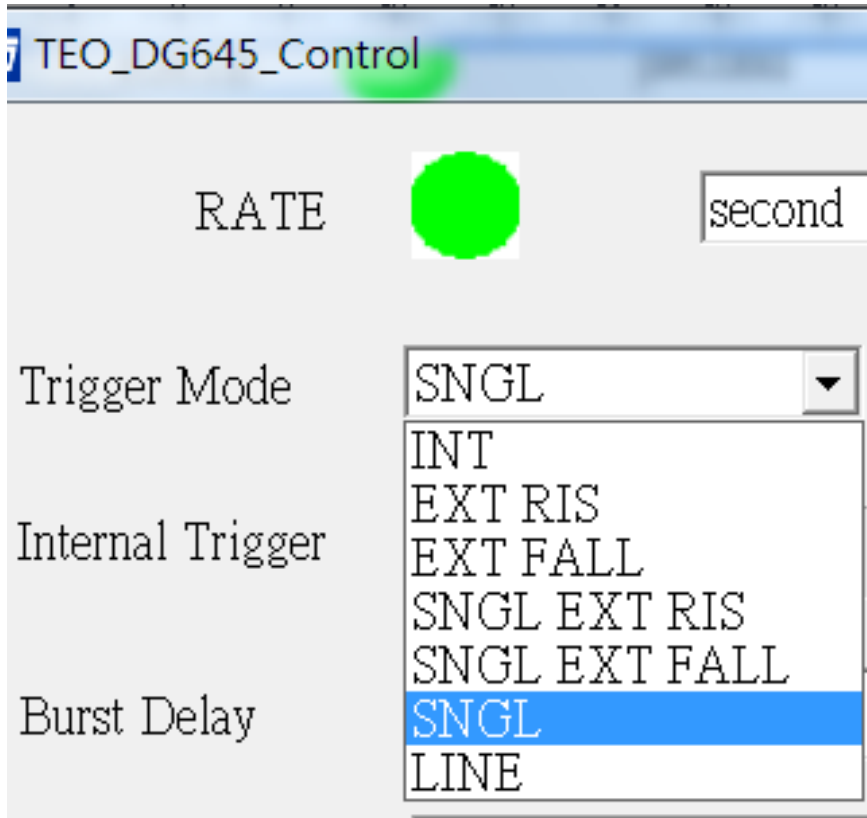 TEO_DG645_Control
RATE
second
Trigger Mode
SNGL
INT
EXT RIS
EXT FALL
SNGL EXT RIS
SNGL EXT FALL
SNGL
LINE
Internal Trigger
Burst Delay